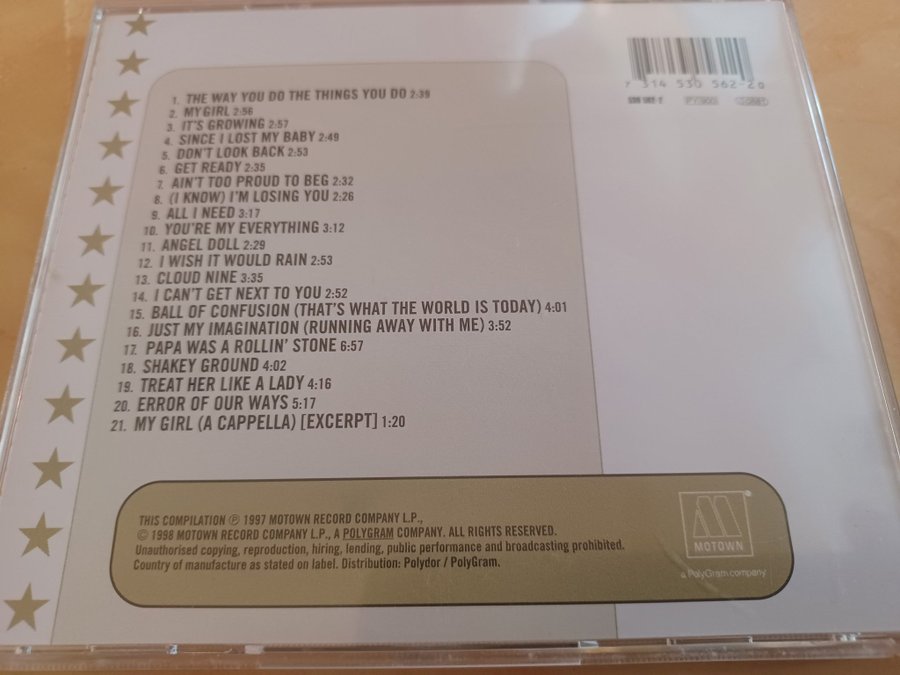 1. THE WAY YOU DO THE THINGS YOU DO 2:39
2. MY GIRL 2:56
3. IT'S GROWING 2:57
4. SINCE I LOST MY BABY 2:49
5. DON'T LOOK BACK 2:53
6. GET READY 2:35
7. AIN'T TOO PROUD TO BEG 2:32
8. (I KNOW) I'M LOSING YOU 2:26
9. ALL I NEED 3:17
10. YOU'RE MY EVERYTHING 3:12
11. ANGEL DOLL 2:29
12. I WISH IT WOULD RAIN 2:53
13. CLOUD NINE 3:35
14. I CAN'T GET NEXT TO YOU 2:52
15. BALL OF CONFUSION (THAT'S WHAT THE WORLD IS TODAY) 4:01
16. JUST MY IMAGINATION (RUNNING AWAY WITH ME) 3:52
17. PAPA WAS A ROLLIN' STONE 6:57
18. SHAKEY GROUND 4:02
19. TREAT HER LIKE A LADY 4:16
20. ERROR OF OUR WAYS 5:17
21. MY GIRL (A CAPPELLA) [EXCERPT] 1:20
7 314 530 562-2
530 562-2
THIS COMPILATION ℗ 1997 MOTOWN RECORD COMPANY L.P.,
© 1998 MOTOWN RECORD COMPANY L.P., A POLYGRAM COMPANY. ALL RIGHTS RESERVED.
Unauthorised copying, reproduction, hiring, lending, public performance and broadcasting prohibited.
Country of manufacture as stated on label. Distribution: Polydor / PolyGram.
M®
MOTOWN
a PolyGram company